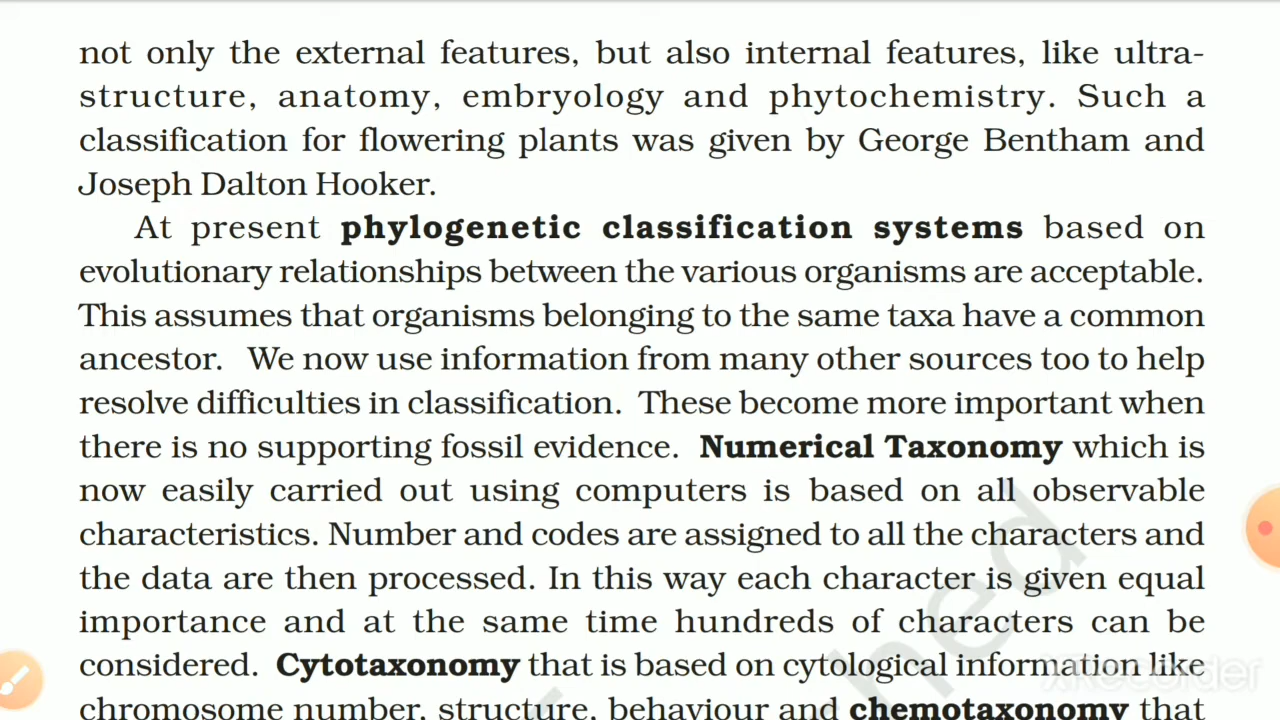 not only the external features, but also internal features, like ultra-
structure, anatomy, embryology and phytochemistry. Such a
classification for flowering plants was given by George Bentham and
Joseph Dalton Hooker.
At present phylogenetic classification systems based on
evolutionary relationships between the various organisms are acceptable.
This assumes that organisms belonging to the same taxa have a common
ancestor. We now use information from many other sources too to help
resolve difficulties in classification. These become more important when
there is no supporting fossil evidence. Numerical Taxonomy which is
now easily carried out using computers is based on all observable
characteristics. Number and codes are assigned to all the characters and
the data are then processed. In this way each character is given equal
importance and at the same time hundreds of characters can be
considered. Cytotaxonomy that is based on cytological information like
chromosome number, structure, behaviour and chemotaxonomy that
hed
XRecorder